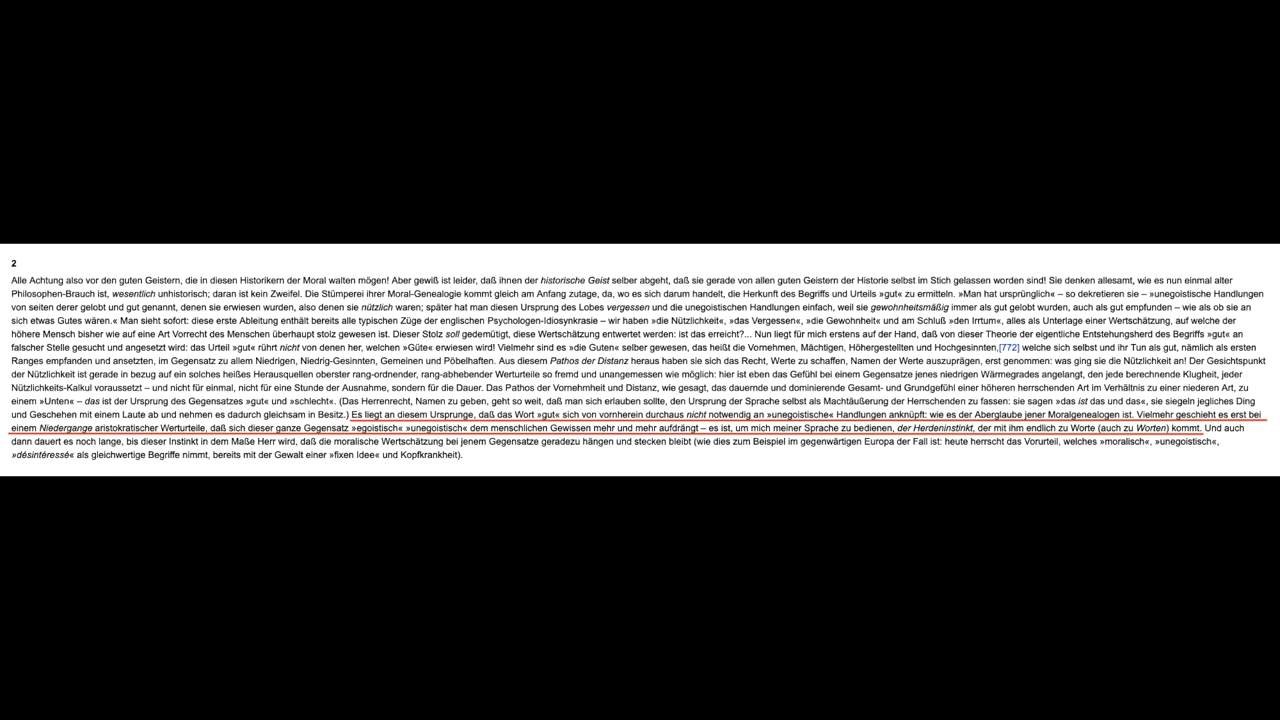 2
Alle Achtung also vor den guten Geistern, die in diesen Historikern der Moral walten mögen! Aber gewiß ist leider, daß ihnen der historische Geist selber abgeht, daß sie gerade von allen guten Geistern der Historie selbst im Stich gelassen worden sind! Sie denken allesamt, wie es nun einmal alter
Philosophen-Brauch ist, wesentlich unhistorisch; daran ist kein Zweifel. Die Stümperei ihrer Moral-Genealogie kommt gleich am Anfang zutage, da, wo es sich darum handelt, die Herkunft des Begriffs und Urteils »gut« zu ermitteln. »Man hat ursprünglich« – so dekretieren sie – »unegoistische Handlungen
von seiten derer gelobt und gut genannt, denen sie erwiesen wurden, also denen sie nützlich waren; später hat man diesen Ursprung des Lobes vergessen und die unegoistischen Handlungen einfach, weil sie gewohnheitsmäßig immer als gut gelobt wurden, auch als gut empfunden – wie als ob sie an
sich etwas Gutes wären.« Man sieht sofort: diese erste Ableitung enthält bereits alle typischen Züge der englischen Psychologen-Idiosynkrasie – wir haben »die Nützlichkeit«, »das Vergessen«, »die Gewohnheit« und am Schluß »den Irrtum«, alles als Unterlage einer Wertschätzung, auf welche der
höhere Mensch bisher wie auf eine Art Vorrecht des Menschen überhaupt stolz gewesen ist. Dieser Stolz soll gedemütigt, diese Wertschätzung entwertet werden: ist das erreicht?... Nun liegt für mich erstens auf der Hand, daß von dieser Theorie der eigentliche Entstehungsherd des Begriffs »gut« an
falscher Stelle gesucht und angesetzt wird: das Urteil »gut« rührt nicht von denen her, welchen »Güte« erwiesen wird! Vielmehr sind es »die Guten« selber gewesen, das heißt die Vornehmen, Mächtigen, Höhergestellten und Hochgesinnten,[772] welche sich selbst und ihr Tun als gut, nämlich als ersten
Ranges empfanden und ansetzten, im Gegensatz zu allem Niedrigen, Niedrig-Gesinnten, Gemeinen und Pöbelhaften. Aus diesem Pathos der Distanz heraus haben sie sich das Recht, Werte zu schaffen, Namen der Werte auszuprägen, erst genommen: was ging sie die Nützlichkeit an! Der Gesichtspunkt
der Nützlichkeit ist gerade in bezug auf ein solches heißes Herausquellen oberster rang-ordnender, rang-abhebender Werturteile so fremd und unangemessen wie möglich: hier ist eben das Gefühl bei einem Gegensatze jenes niedrigen Wärmegrades angelangt, den jede berechnende Klugheit, jeder
Nützlichkeits-Kalkul voraussetzt – und nicht für einmal, nicht für eine Stunde der Ausnahme, sondern für die Dauer. Das Pathos der Vornehmheit und Distanz, wie gesagt, das dauernde und dominierende Gesamt- und Grundgefühl einer höheren herrschenden Art im Verhältnis zu einer niederen Art, zu
einem »Unten« – das ist der Ursprung des Gegensatzes »gut« und »schlecht«. (Das Herrenrecht, Namen zu geben, geht so weit, daß man sich erlauben sollte, den Ursprung der Sprache selbst als Machtäußerung der Herrschenden zu fassen: sie sagen »das ist das und das«, sie siegeln jegliches Ding
und Geschehen mit einem Laute ab und nehmen es dadurch gleichsam in Besitz.) Es liegt an diesem Ursprunge, daß das Wort »gut« sich von vornherein durchaus nicht notwendig an »unegoistische« Handlungen anknüpft: wie es der Aberglaube jener Moralgenealogen ist. Vielmehr geschieht es erst bei
einem Niedergange aristokratischer Werturteile, daß sich dieser ganze Gegensatz »egoistisch« »unegoistisch« dem menschlichen Gewissen mehr und mehr aufdrängt – es ist, um mich meiner Sprache zu bedienen, der Herdeninstinkt, der mit ihm endlich zu Worte (auch zu Worten) kommt. Und auch
dann dauert es noch lange, bis dieser Instinkt in dem Maße Herr wird, daß die moralische Wertschätzung bei jenem Gegensatze geradezu hängen und stecken bleibt (wie dies zum Beispiel im gegenwärtigen Europa der Fall ist: heute herrscht das Vorurteil, welches »moralisch«, »unegoistisch«,
»désintéressé« als gleichwertige Begriffe nimmt, bereits mit der Gewalt einer »fixen Idee« und Kopfkrankheit).